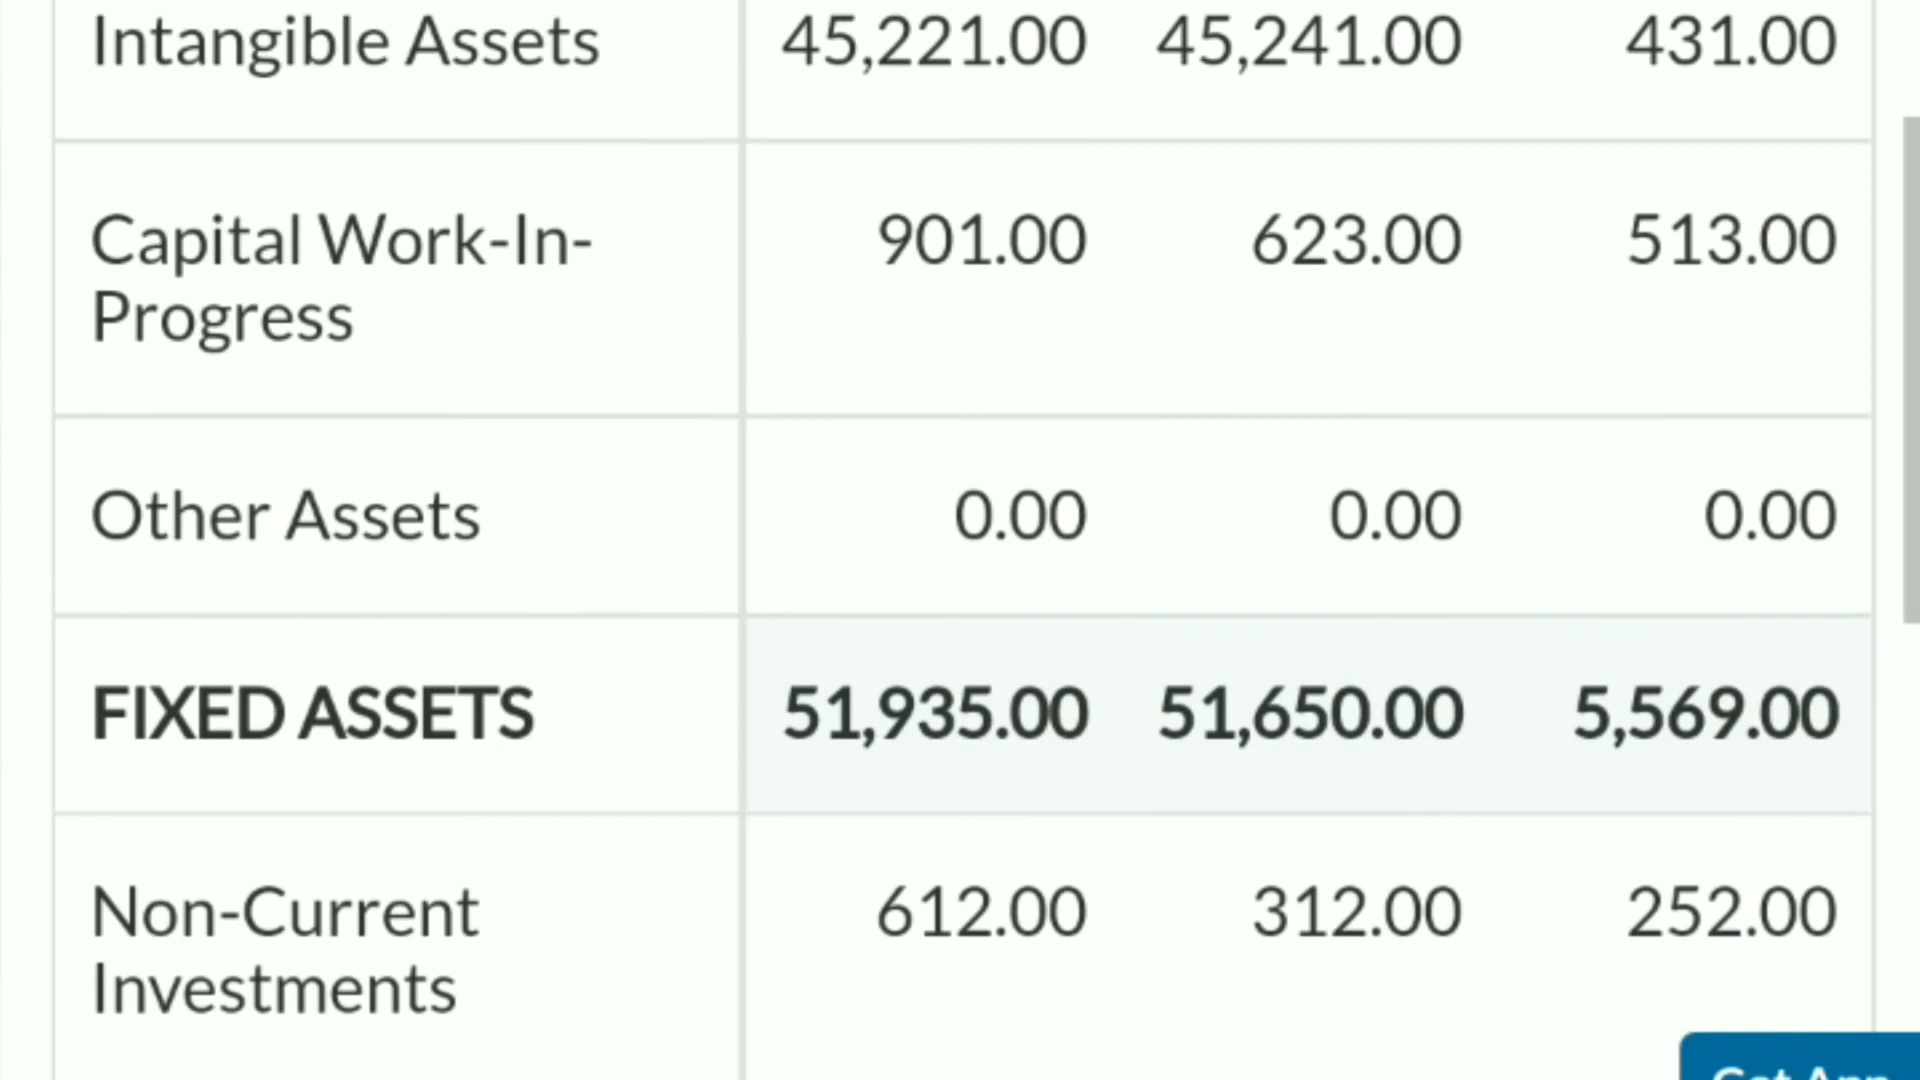 Intangible Assets 45,221.00 45,241.00 431.00
Capital Work-In- 901.00 623.00 513.00
Progress
Other Assets 0.00 0.00 0.00
FIXED ASSETS 51,935.00 51,650.00 5,569.00
Non-Current 612.00 312.00 252.00
Investments
Get App